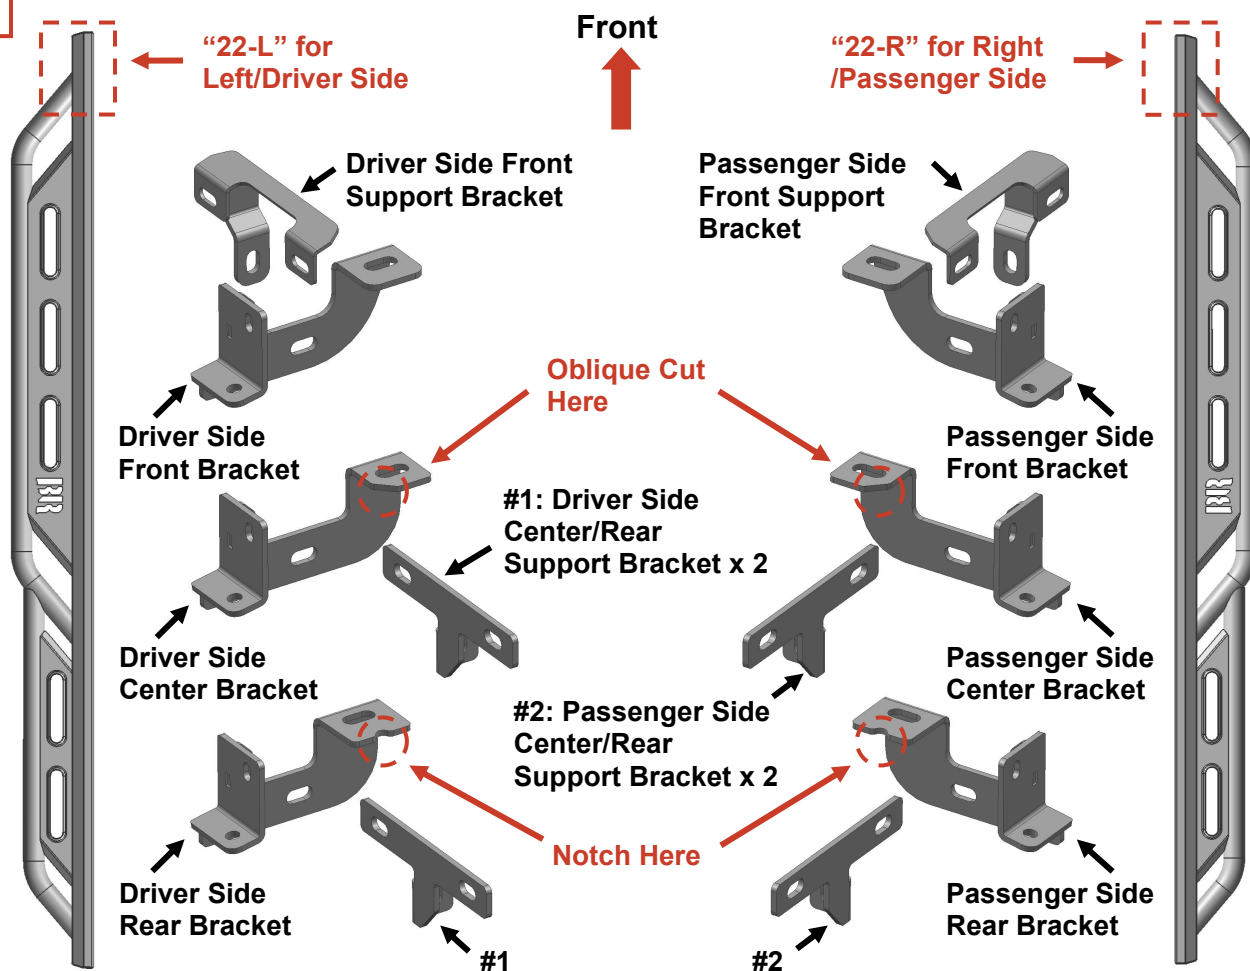 Front
“22-L” for
Left/Driver Side
“22-R” for Right
/Passenger Side
Driver Side Front
Support Bracket
Passenger Side
Front Support
Bracket
Oblique Cut
Here
Driver Side
Front Bracket
Passenger Side
Front Bracket
#1: Driver Side
Center/Rear
Support Bracket x 2
Driver Side
Center Bracket
Passenger Side
Center Bracket
#2: Passenger Side
Center/Rear
Support Bracket x 2
Notch Here
Driver Side
Rear Bracket
Passenger Side
Rear Bracket
#1
#2